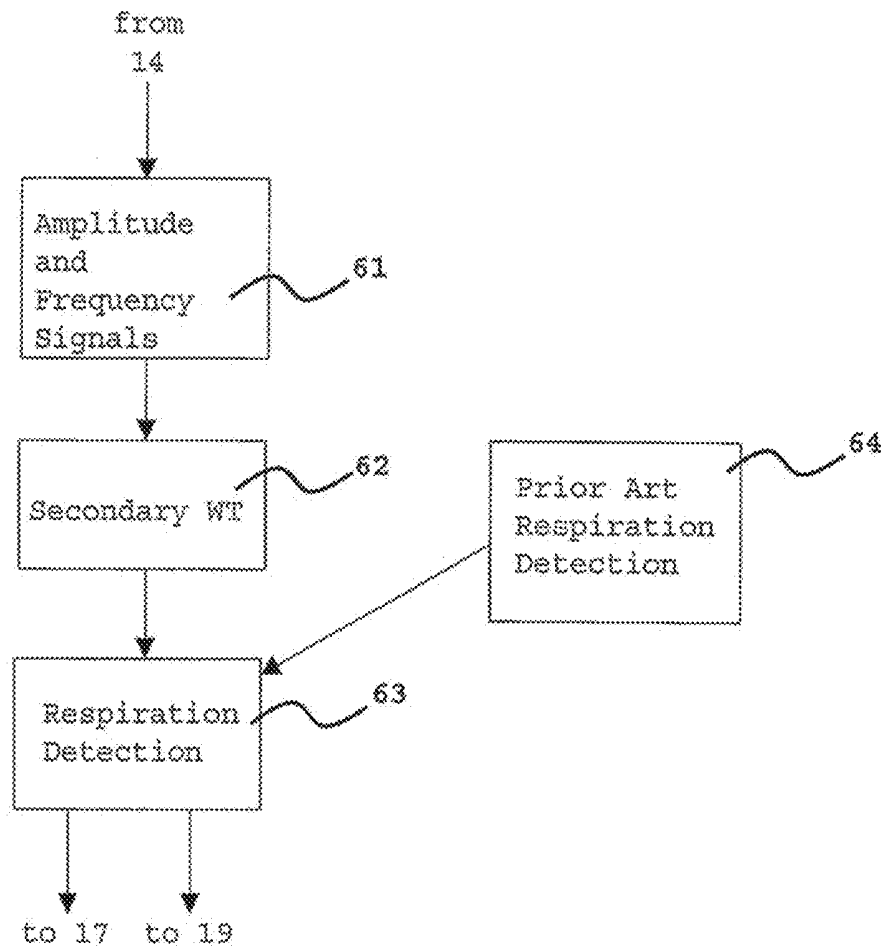 from
14
Amplitude
and
Frequency
Signals
61
Secondary WT
62
Prior Art
Respiration
Detection
64
Respiration
Detection
63
to 17 to 19